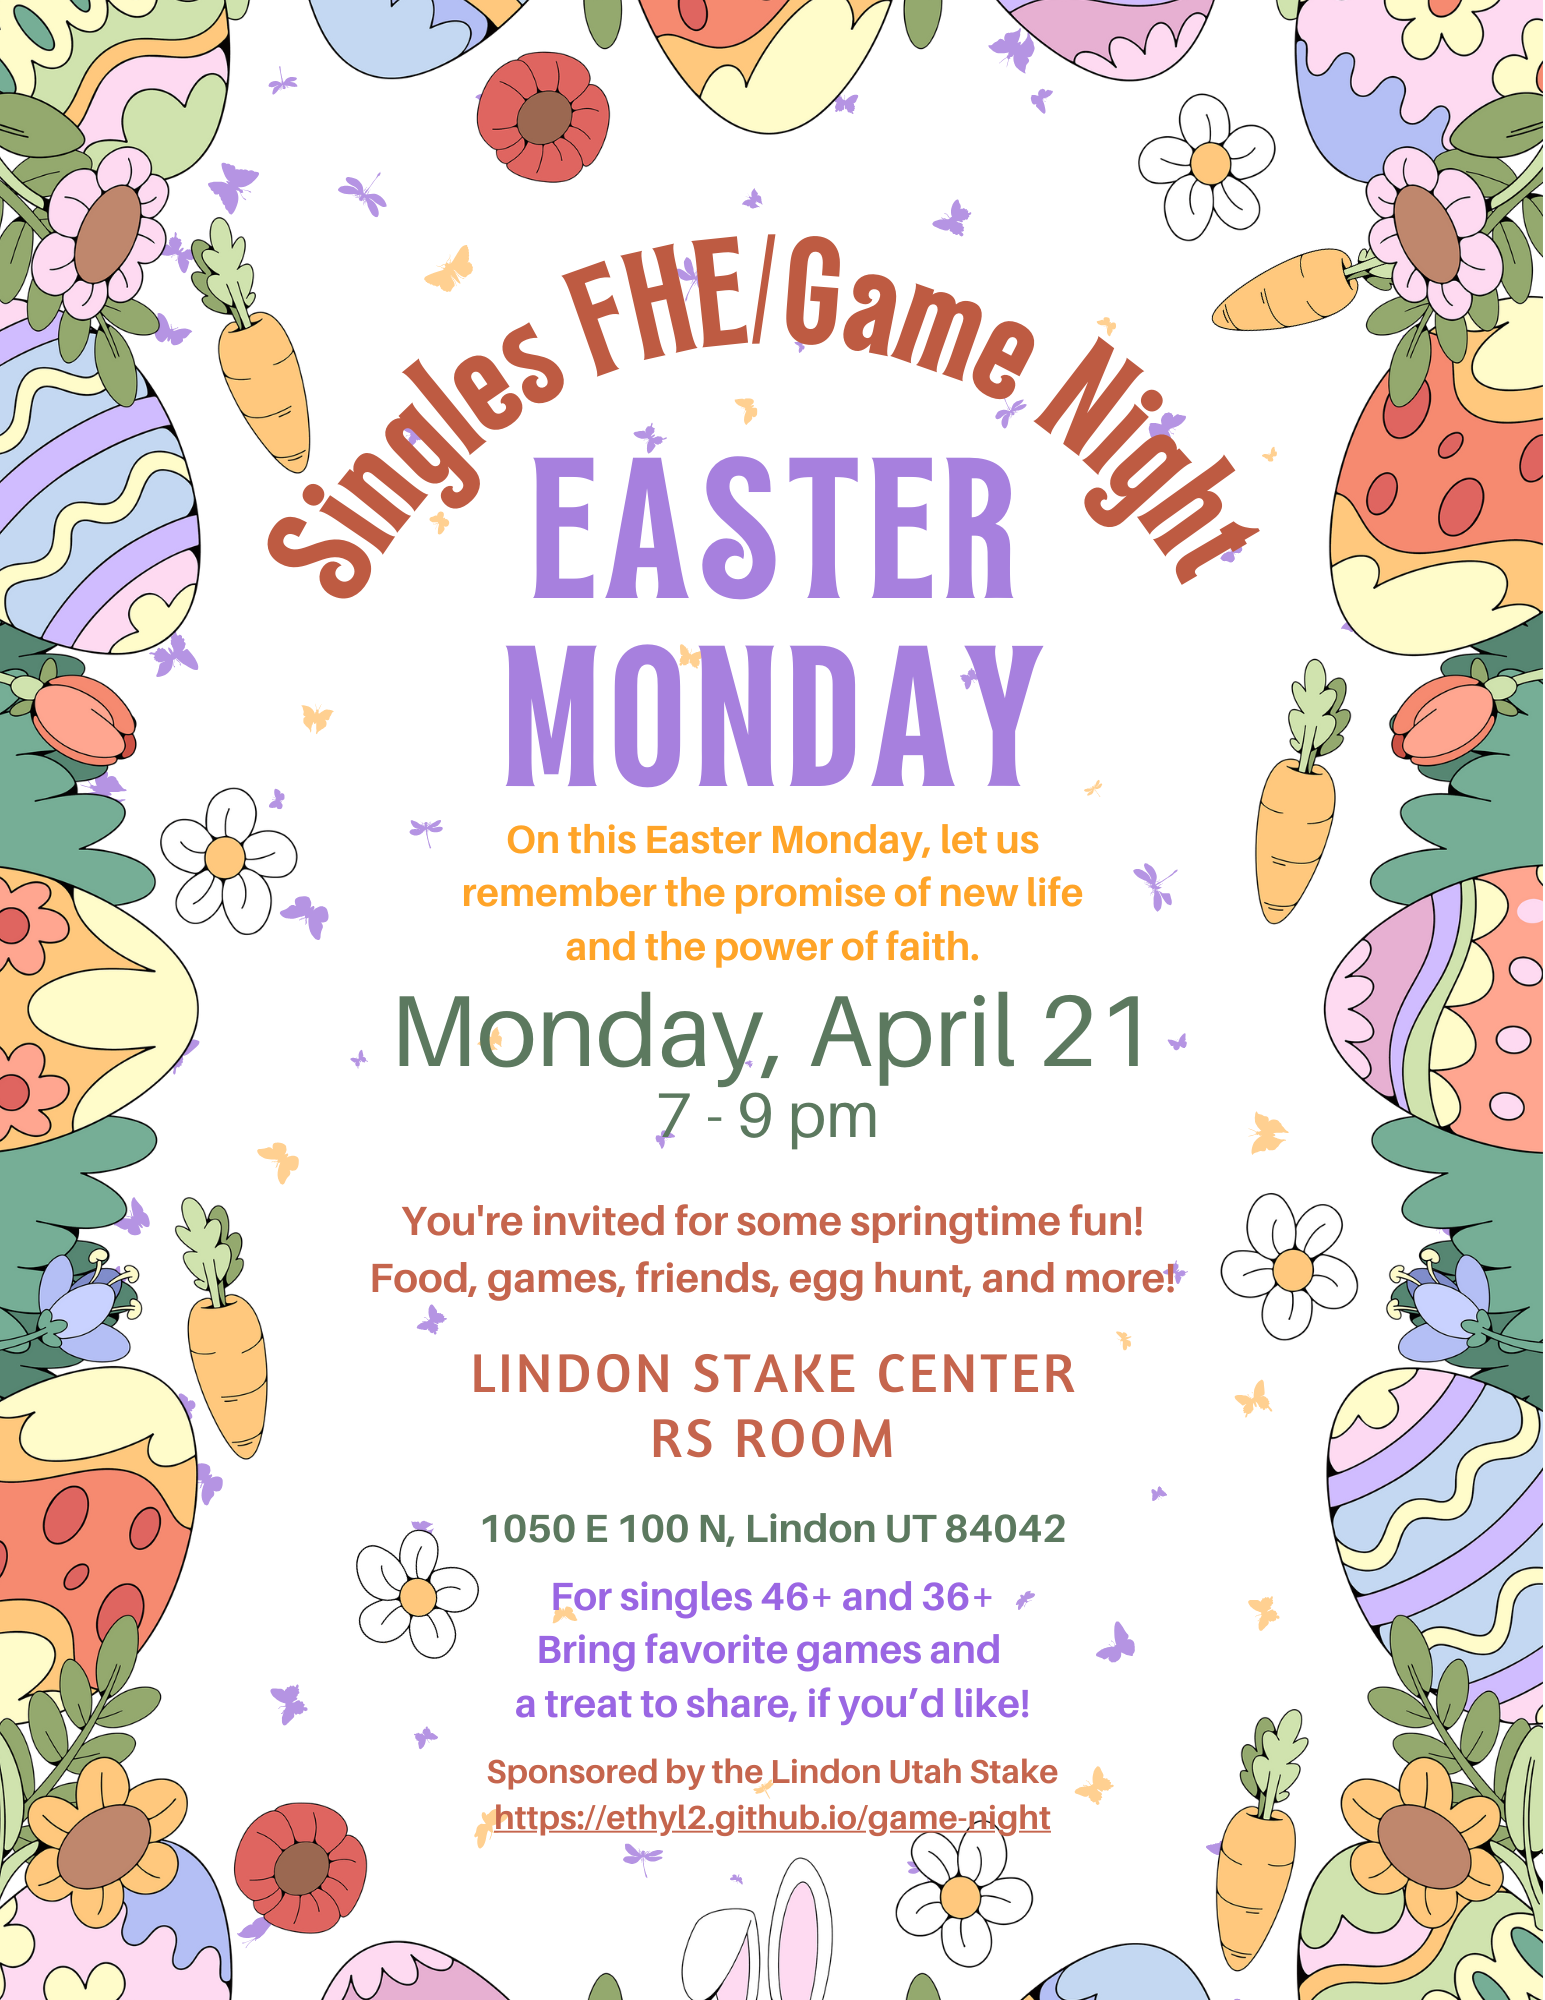 Singles FHE/Game Night
EASTER
MONDAY
On this Easter Monday, let us
remember the promise of new life
and the power of faith.
Monday, April 21
7 - 9 pm
You're invited for some springtime fun!
Food, games, friends, egg hunt, and more!
LINDON STAKE CENTER
RS ROOM
1050 E 100 N, Lindon UT 84042
For singles 46+ and 36+
Bring favorite games and
a treat to share, if you’d like!
Sponsored by the Lindon Utah Stake
https://ethyl2.github.io/game-night